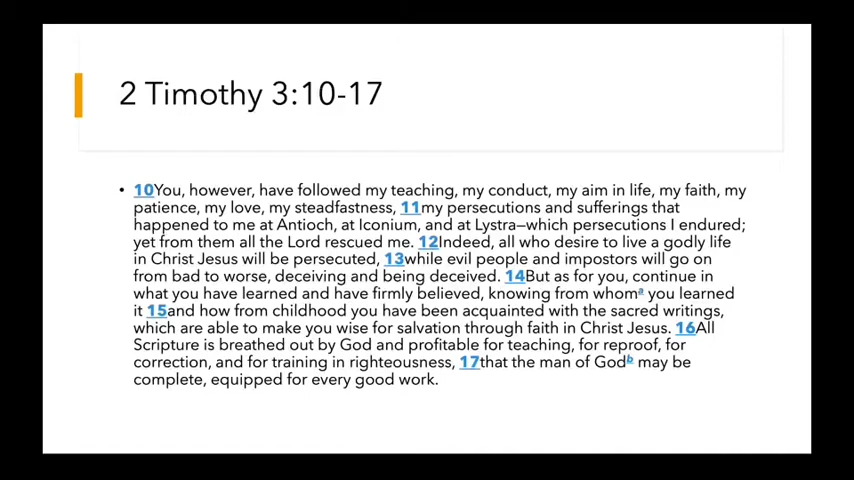 2 Timothy 3:10-17
• 10You, however, have followed my teaching, my conduct, my aim in life, my faith, my
patience, my love, my steadfastness, 11my persecutions and sufferings that
happened to me at Antioch, at Iconium, and at Lystra—which persecutions I endured;
yet from them all the Lord rescued me. 12Indeed, all who desire to live a godly life
in Christ Jesus will be persecuted, 13while evil people and impostors will go on
from bad to worse, deceiving and being deceived. 14But as for you, continue in
what you have learned and have firmly believed, knowing from whoma you learned
it 15and how from childhood you have been acquainted with the sacred writings,
which are able to make you wise for salvation through faith in Christ Jesus. 16All
Scripture is breathed out by God and profitable for teaching, for reproof, for
correction, and for training in righteousness, 17that the man of Godb may be
complete, equipped for every good work.